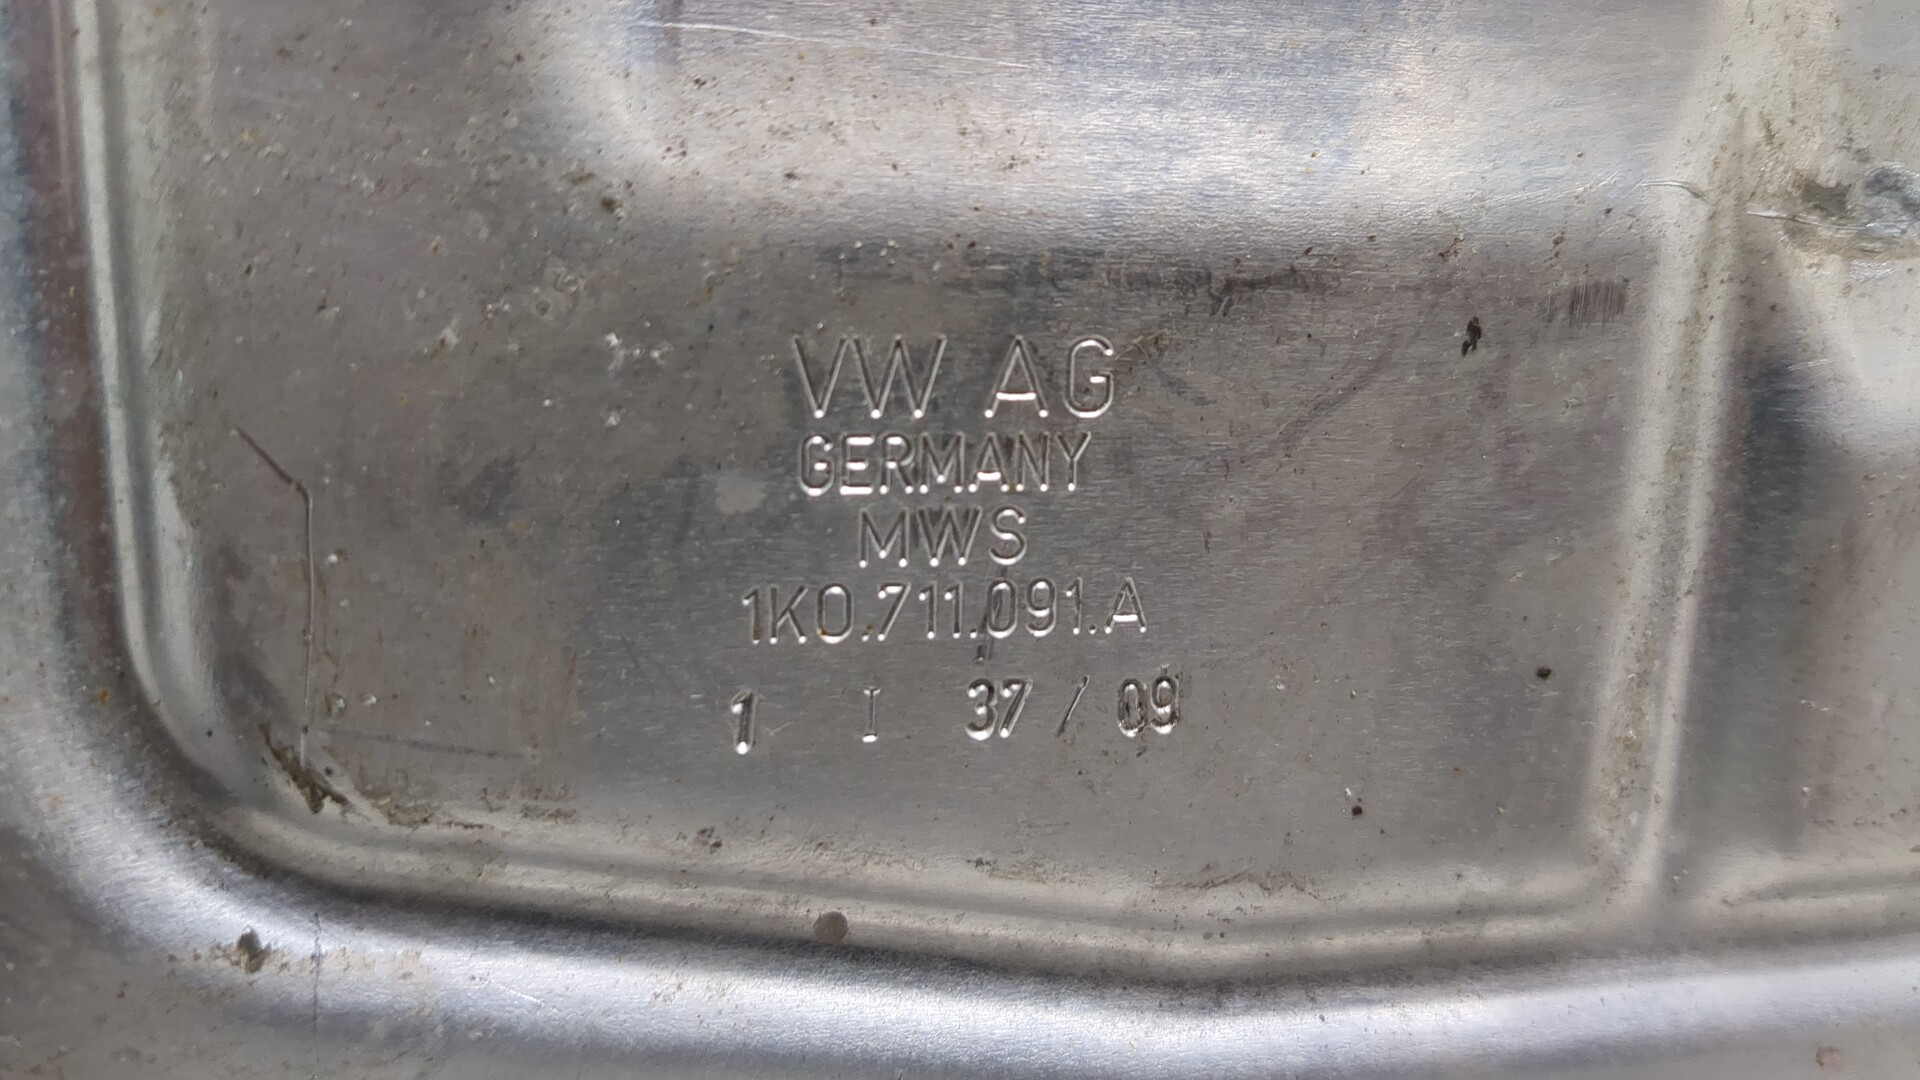 VW AG
GERMANY
MWS
1K0.711.091.A
1 I 37 / 09